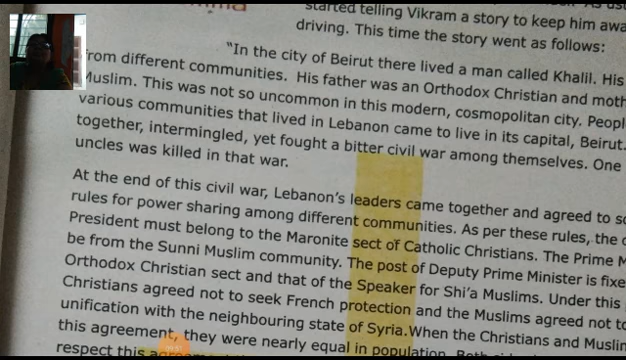 started telling Vikram a story to keep him
driving. This time the story went as follows:
"In the city of Beirut there lived a man called Khalil. His
from different communities. His father was an Orthodox Christian and
Muslim. This was not so uncommon in this modern, cosmopolitan city.
various communities that lived in Lebanon came to live in its capital, Beirut.
together, intermingled, yet fought a bitter civil war among themselves. One
uncles was killed in that war.
At the end of this civil war, Lebanon's leaders came together and agreed to
rules for power sharing among different communities. As per these rules, the
President must belong to the Maronite sect of Catholic Christians. The Prime
be from the Sunni Muslim community. The post of Deputy Prime Minister is
Orthodox Christian sect and that of the Speaker for Shi'a Muslims. Under this
Christians agreed not to seek French protection and the Muslims agreed not
unification with the neighbouring state of Syria.When the Christians and
this agreement, they were nearly equal in population.
respect this